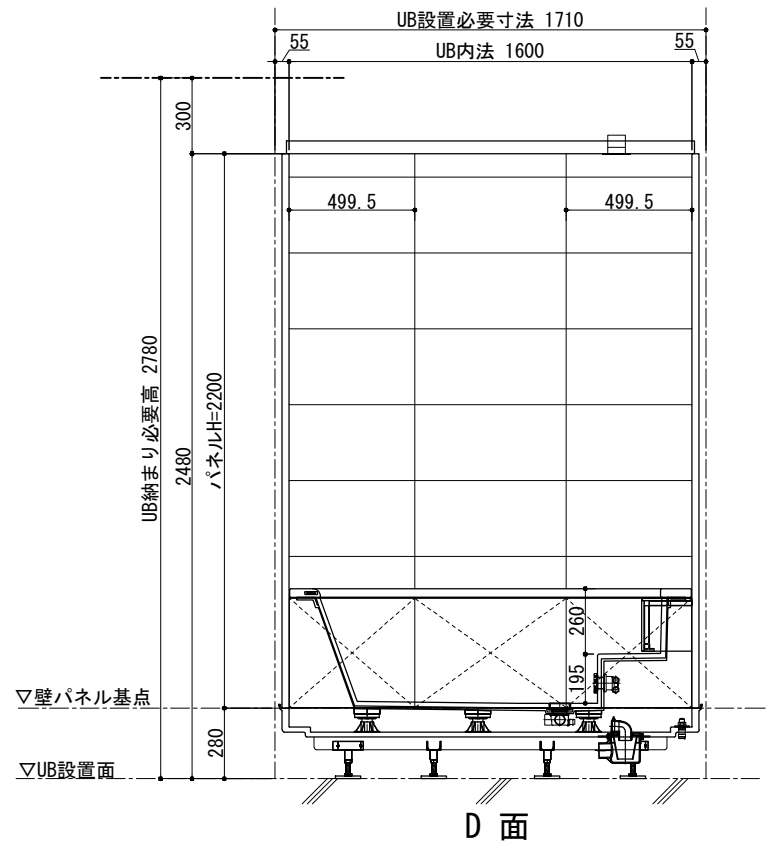 UB設置必要寸法 1710
55
UB内法 1600
55
300
499.5
499.5
UB納まり必要高 2780
2480
パネルH=2200
260
195
▽壁パネル基点
280
▽UB設置面
D 面